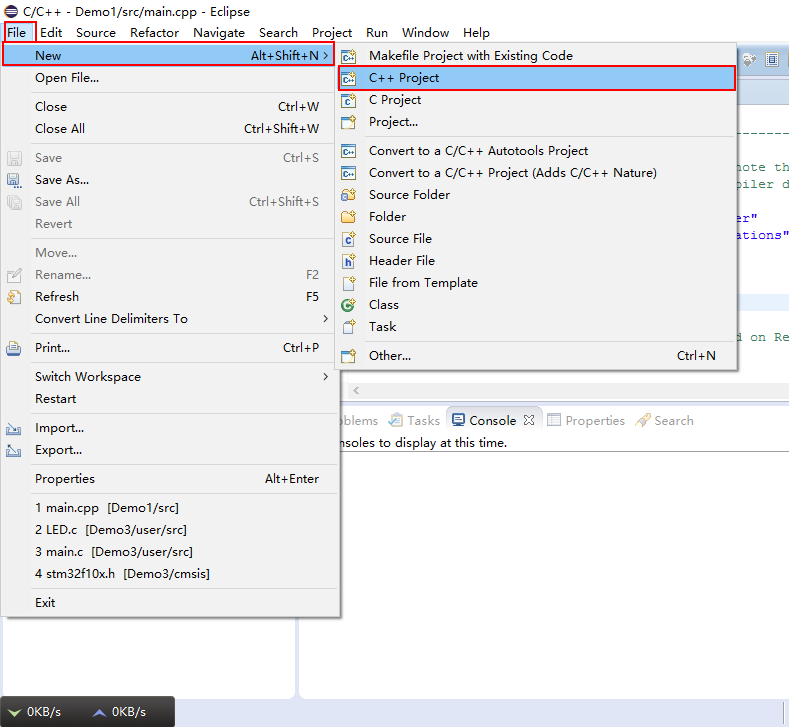 C/C++ - Demo1/src/main.cpp - Eclipse
File Edit Source Refactor Navigate Search Project Run Window Help
New Alt+Shift+N >
Open File...
Close Ctrl+W
Close All Ctrl+Shift+W
Save Ctrl+S
Save As...
Save All Ctrl+Shift+S
Revert
Move...
Rename... F2
Refresh F5
Convert Line Delimiters To >
Print... Ctrl+P
Switch Workspace >
Restart
Import...
Export...
Properties Alt+Enter
1 main.cpp [Demo1/src]
2 LED.c [Demo3/user/src]
3 main.c [Demo3/user/src]
4 stm32f10x.h [Demo3/cmsis]
Exit
Makefile Project with Existing Code
C++ Project
C Project
Project...
Convert to a C/C++ Autotools Project
Convert to a C/C++ Project (Adds C/C++ Nature)
Source Folder
Folder
Source File
Header File
File from Template
Class
Task
Other... Ctrl+N
note th
piler d
er"
ations"
d on Re
oblems Tasks Console Properties Search
nsoles to display at this time.
0KB/s 0KB/s